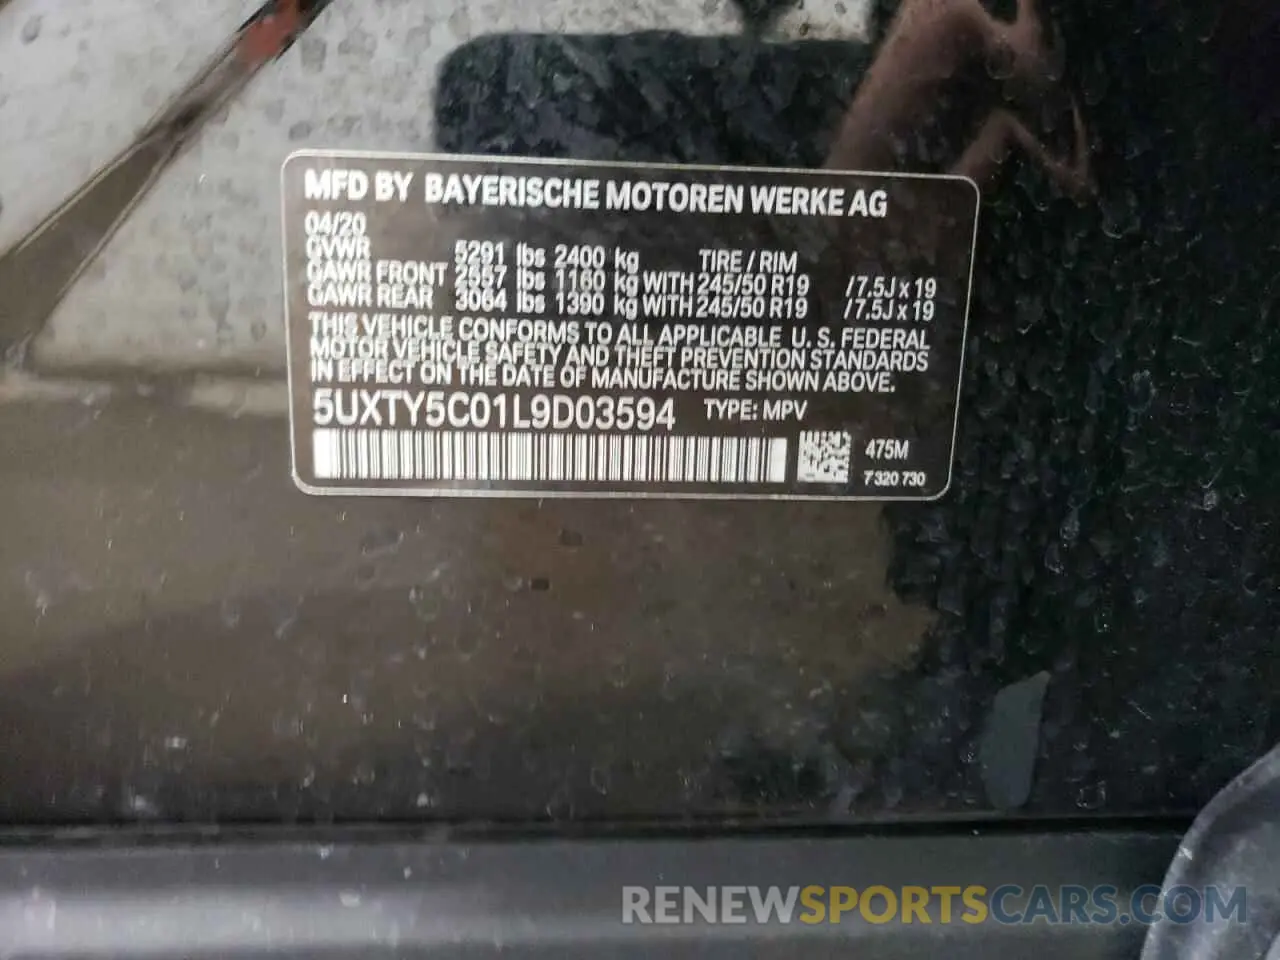 MFD BY BAYERISCHE MOTOREN WERKE AG
04/20
GVWR 5291 lbs 2400 kg TIRE / RIM
GAWR FRONT 2557 lbs 1160 kg WITH 245/50 R19 /7.5J x 19
GAWR REAR 3064 lbs 1390 kg WITH 245/50 R19 /7.5J x 19
THIS VEHICLE CONFORMS TO ALL APPLICABLE U. S. FEDERAL
MOTOR VEHICLE SAFETY AND THEFT PREVENTION STANDARDS
IN EFFECT ON THE DATE OF MANUFACTURE SHOWN ABOVE.
5UXTY5C01L9D03594 TYPE: MPV
475M
7 320 730
RENEWSPORTSCARS.COM